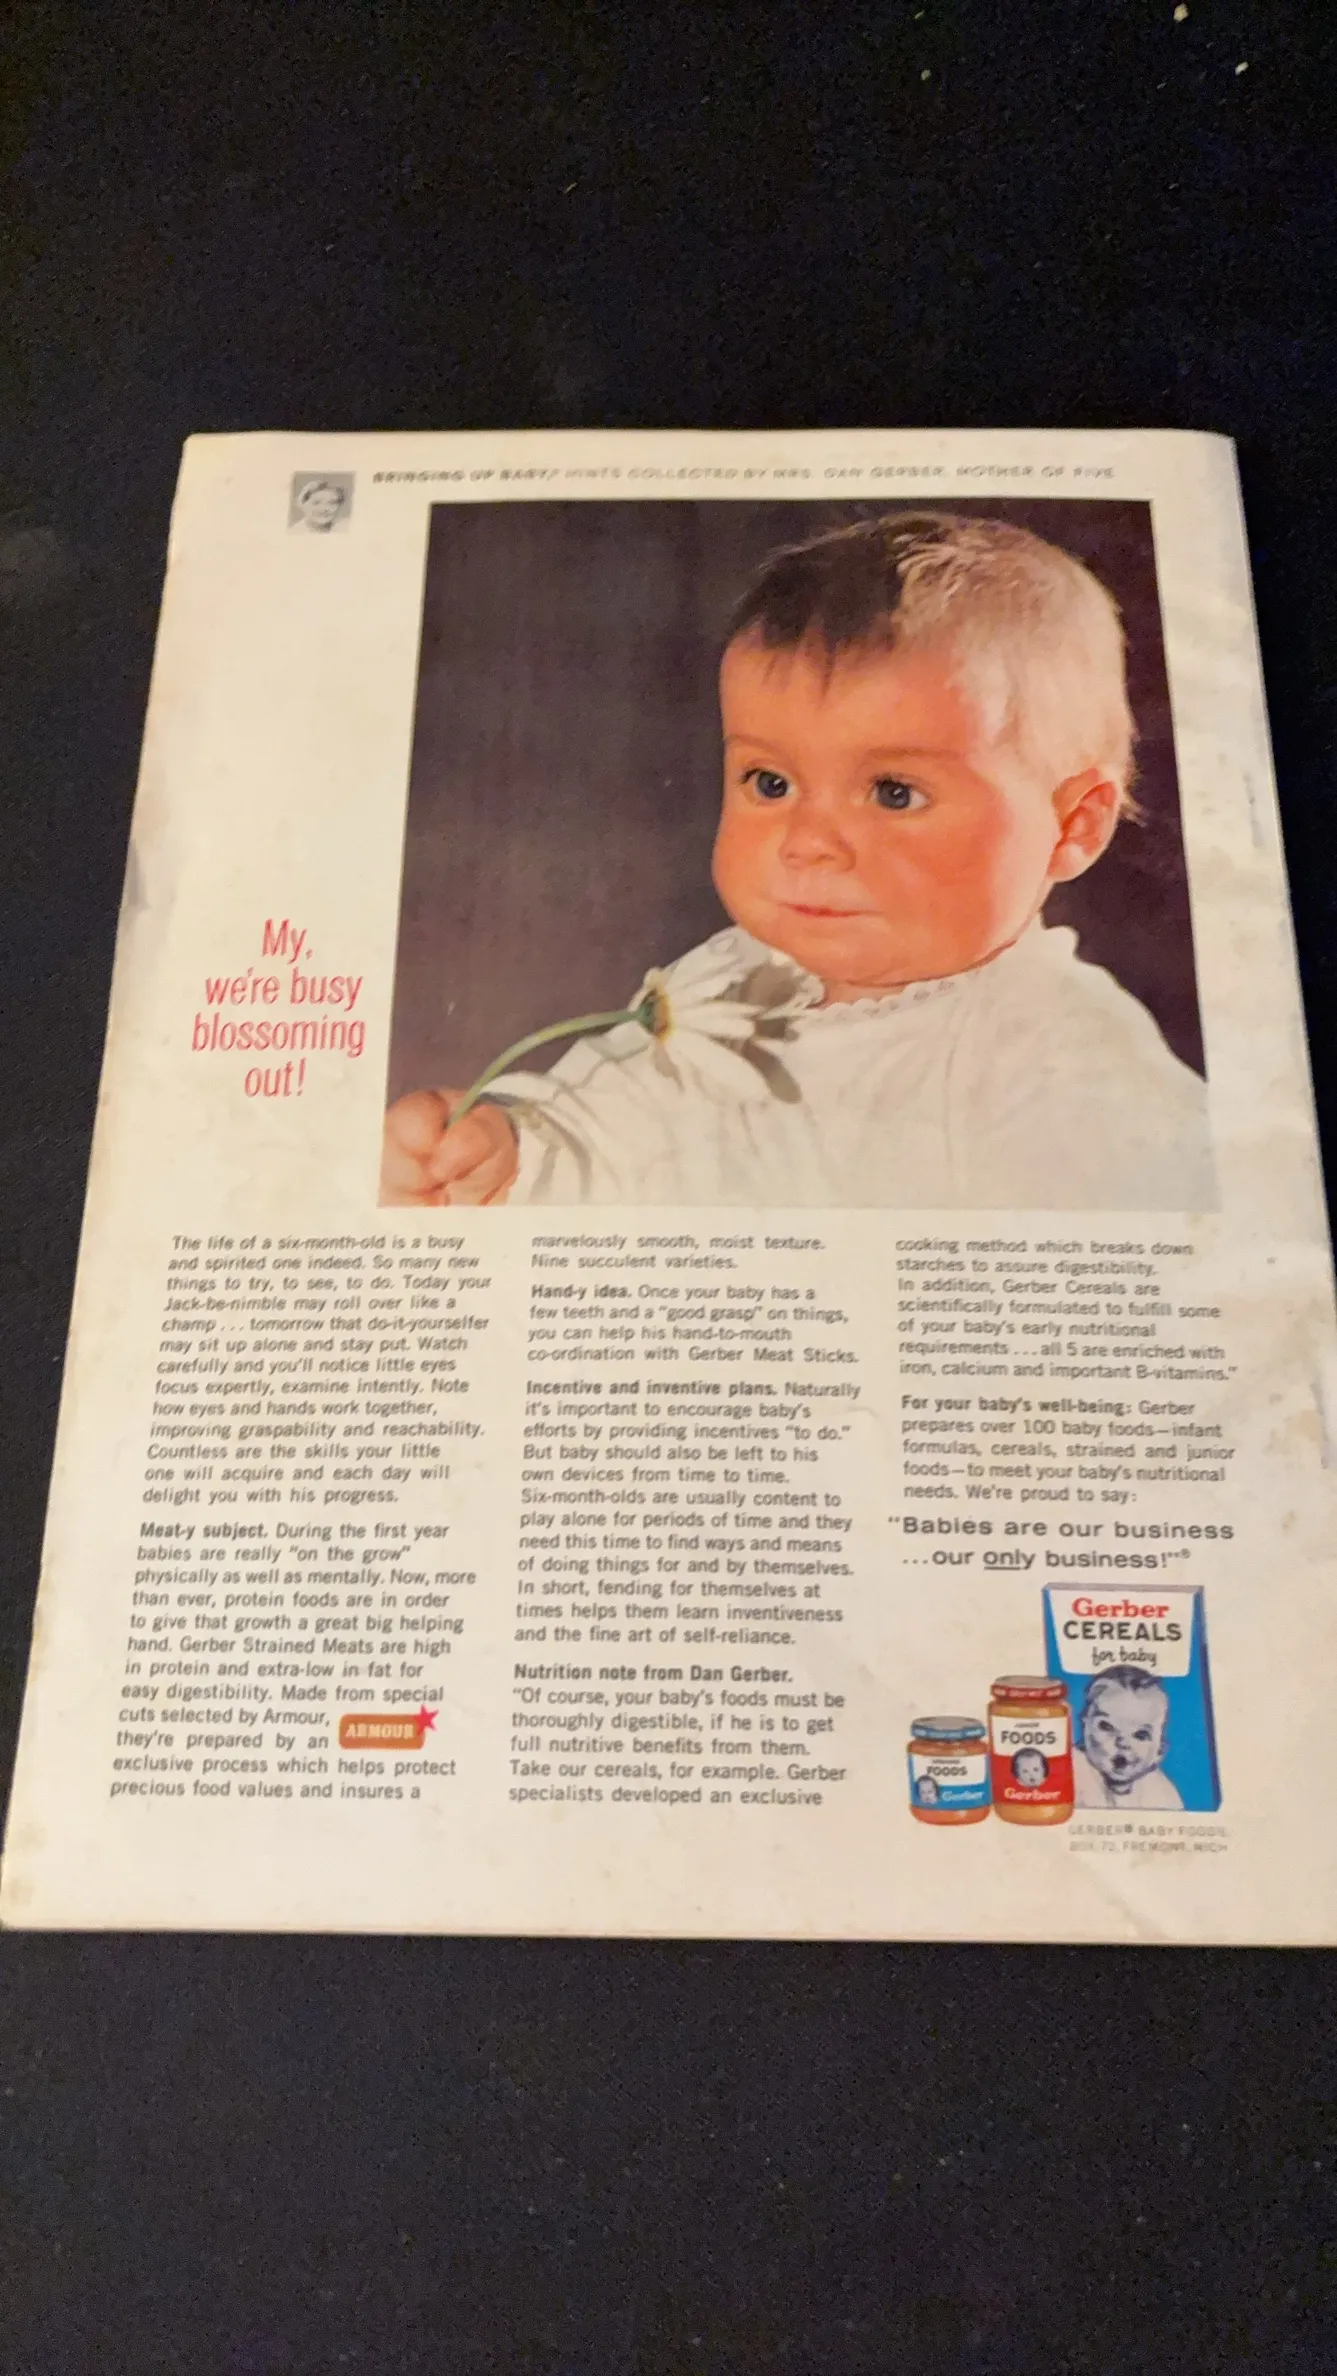 BRINGING UP BABY/ HINTS COLLECTED BY MRS. DAN GERBER, MOTHER OF FIVE
My,
we're busy
blossoming
out!
The life of a six-month-old is a busy
and spirited one indeed. So many new
things to try, to see, to do. Today your
Jack-be-nimble may roll over like a
champ . . . tomorrow that do-it-yourselfer
may sit up alone and stay put. Watch
carefully and you'll notice little eyes
focus expertly, examine intently. Note
how eyes and hands work together,
improving graspability and reachability.
Countless are the skills your little
one will acquire and each day will
delight you with his progress.
Meat-y subject. During the first year
babies are really "on the grow"
physically as well as mentally. Now, more
than ever, protein foods are in order
to give that growth a great big helping
hand. Gerber Strained Meats are high
in protein and extra-low in fat for
easy digestibility. Made from special
cuts selected by Armour,
they're prepared by an
ARMOUR
exclusive process which helps protect
precious food values and insures a
marvelously smooth, moist texture.
Nine succulent varieties.
Hand-y idea. Once your baby has a
few teeth and a "good grasp" on things,
you can help his hand-to-mouth
co-ordination with Gerber Meat Sticks.
Incentive and inventive plans. Naturally
it's important to encourage baby's
efforts by providing incentives "to do."
But baby should also be left to his
own devices from time to time.
Six-month-olds are usually content to
play alone for periods of time and they
need this time to find ways and means
of doing things for and by themselves.
In short, fending for themselves at
times helps them learn inventiveness
and the fine art of self-reliance.
Nutrition note from Dan Gerber.
"Of course, your baby's foods must be
thoroughly digestible, if he is to get
full nutritive benefits from them.
Take our cereals, for example. Gerber
specialists developed an exclusive
cooking method which breaks down
starches to assure digestibility.
In addition, Gerber Cereals are
scientifically formulated to fulfill some
of your baby's early nutritional
requirements . . . all 5 are enriched with
iron, calcium and important B-vitamins."
For your baby's well-being: Gerber
prepares over 100 baby foods—infant
formulas, cereals, strained and junior
foods—to meet your baby's nutritional
needs. We're proud to say:
"Babies are our business
...our only business!"®
Gerber
CEREALS
for baby
JUNIOR
FOODS
Gerber
FOODS
Gerber
GERBER® BABY FOODS,
BOX 72, FREMONT, MICH